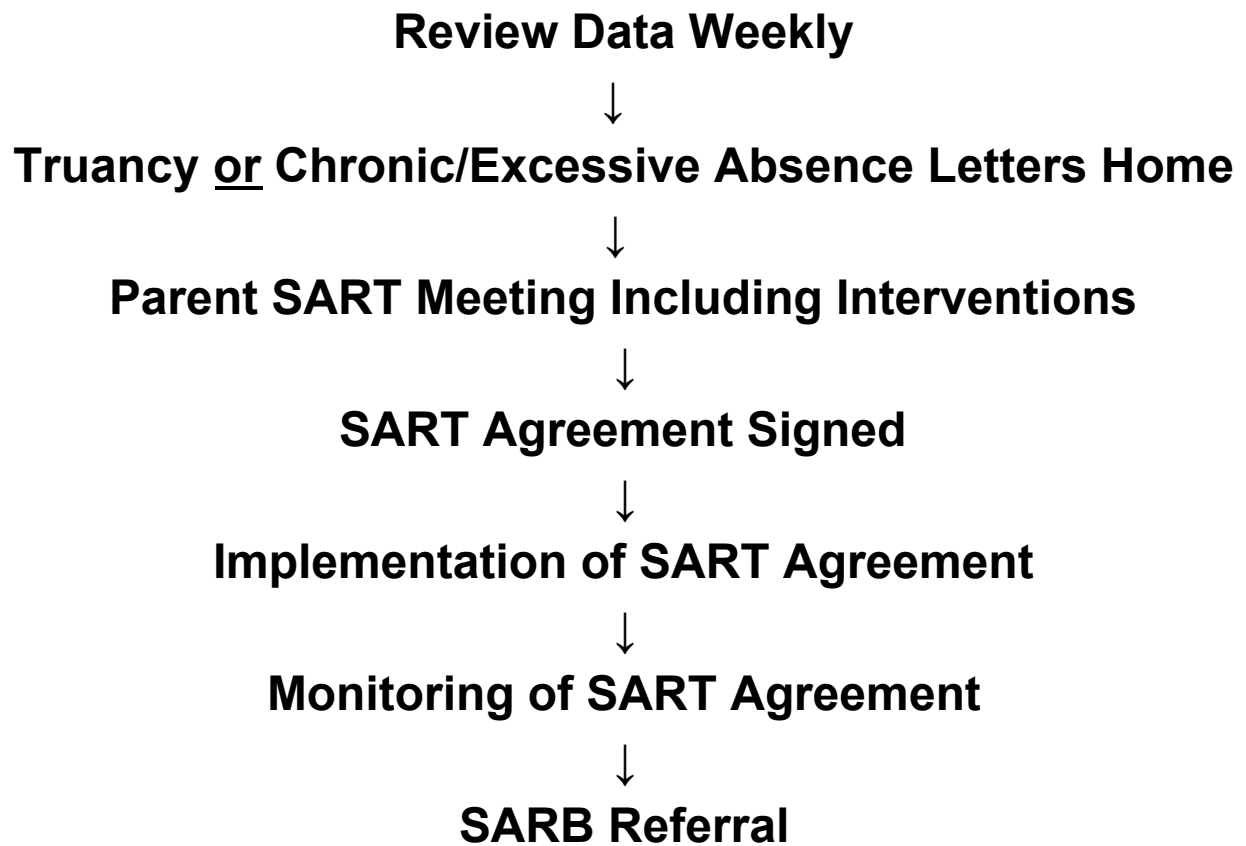 Review Data Weekly
↓
Truancy or Chronic/Excessive Absence Letters Home
↓
Parent SART Meeting Including Interventions
↓
SART Agreement Signed
↓
Implementation of SART Agreement
↓
Monitoring of SART Agreement
↓
SARB Referral